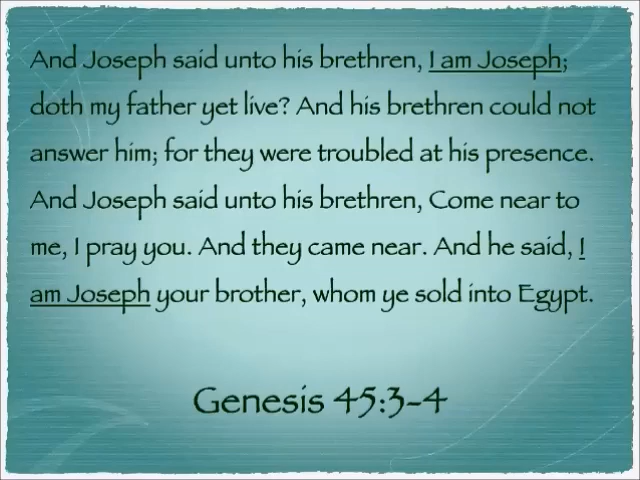 And Joseph said unto his brethren, I am Joseph;
doth my father yet live? And his brethren could not
answer him; for they were troubled at his presence.
And Joseph said unto his brethren, Come near to
me, I pray you. And they came near. And he said, I
am Joseph your brother, whom ye sold into Egypt.
Genesis 45:3-4